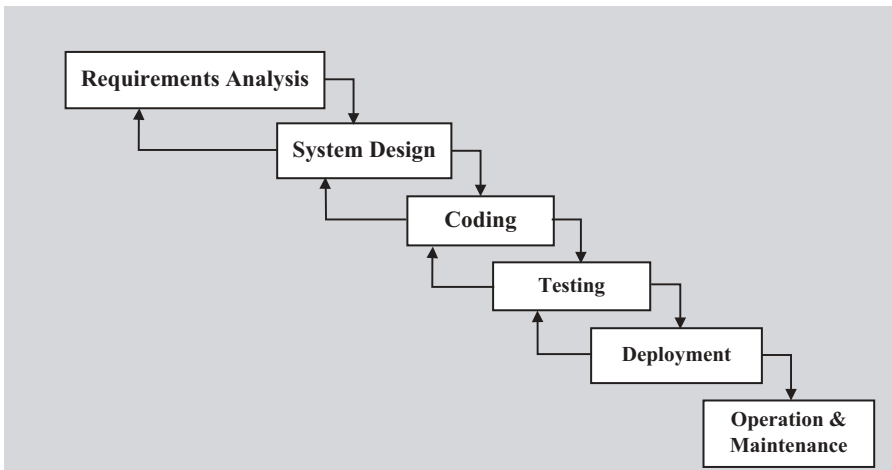 Requirements Analysis
System Design
Coding
Testing
Deployment
Operation &
Maintenance